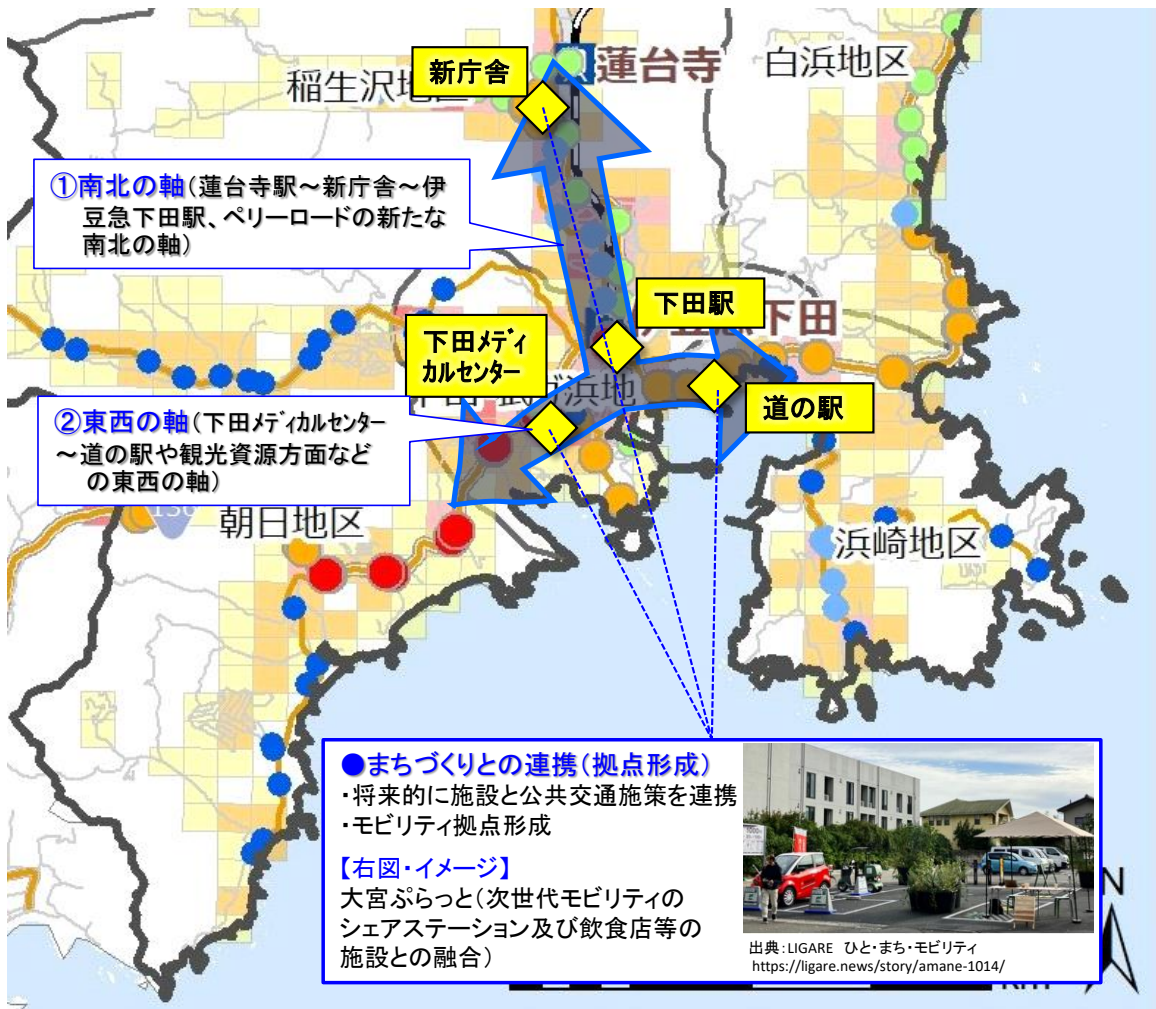 新庁舎
蓮台寺
白浜地区
稲生沢地区
①南北の軸(蓮台寺駅~新庁舎~伊
豆急下田駅、ペリーロードの新たな
南北の軸)
下田駅
下田
下田メディ
カルセンター
浜地
道の駅
②東西の軸(下田メディカルセンター
~道の駅や観光資源方面など
の東西の軸)
136
朝日地区
浜崎地区
●まちづくりとの連携(拠点形成)
・将来的に施設と公共交通施策を連携
・モビリティ拠点形成
【右図・イメージ】
大宮ぷらっと(次世代モビリティの
シェアステーション及び飲食店等の
施設との融合)
出典:LIGARE ひと・まち・モビリティ
https://ligare.news/story/amane-1014/
N